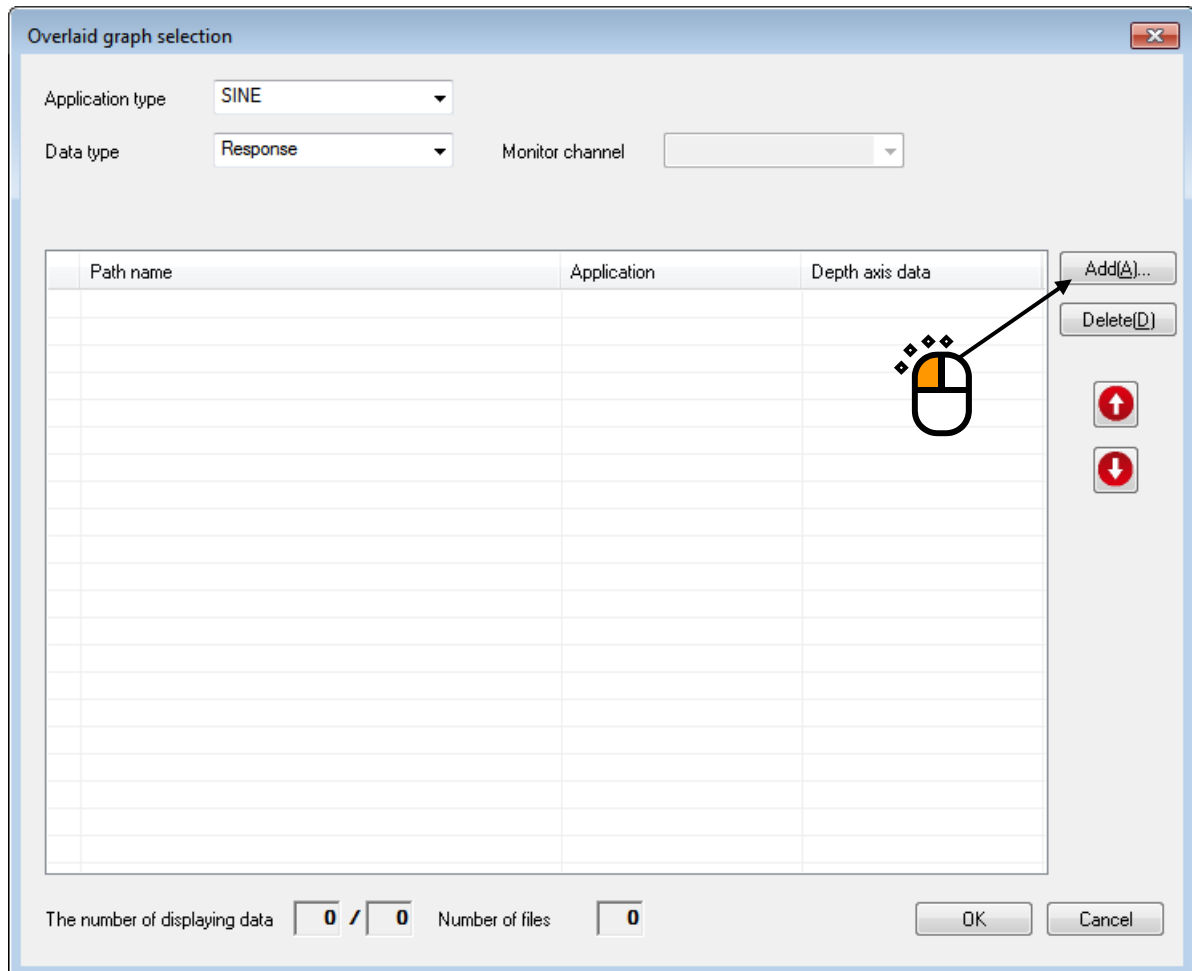 Overlaid graph selection
Application type SINE
Data type Response Monitor channel
Path name Application Depth axis data
Add(A)...
Delete(D)
The number of displaying data 0 / 0 Number of files 0 OK Cancel